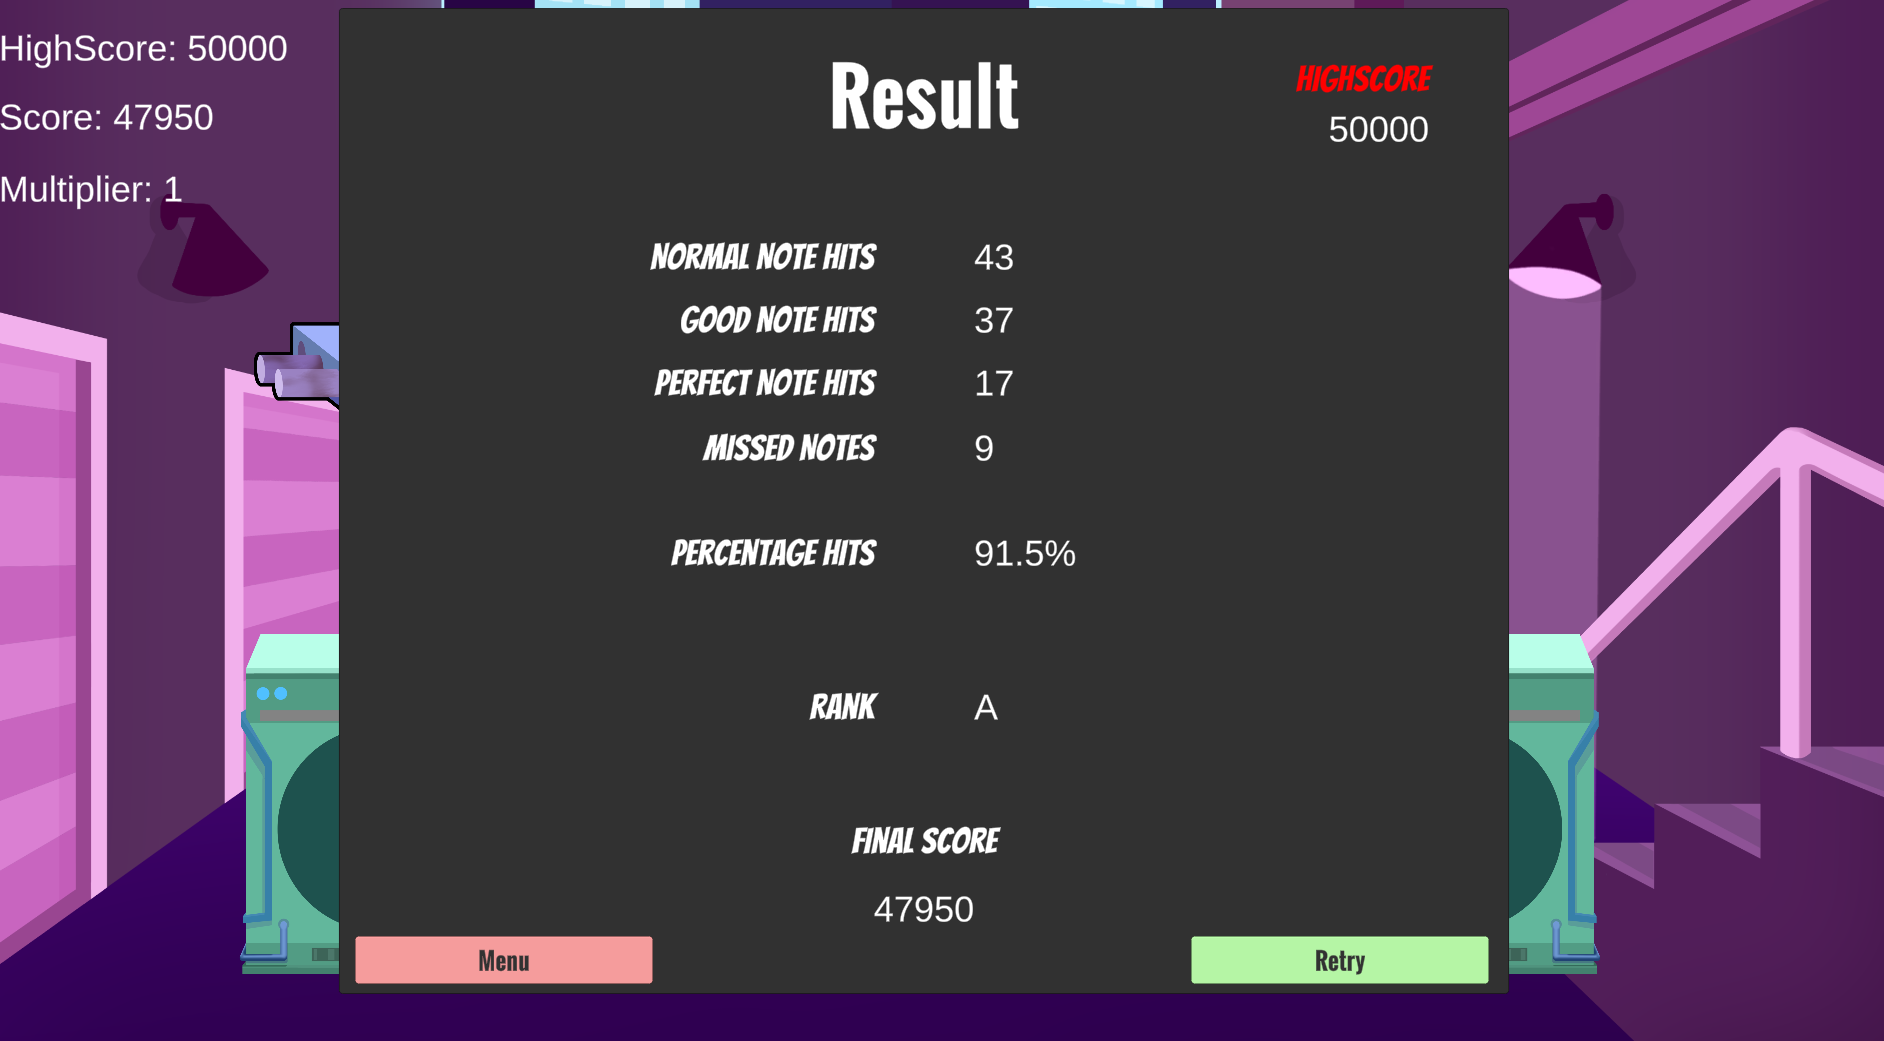 HighScore: 50000
Score: 47950
Multiplier: 1
Result
HIGHSCORE
50000
NORMAL NOTE HITS 43
GOOD NOTE HITS 37
PERFECT NOTE HITS 17
MISSED NOTES 9
PERCENTAGE HITS 91.5%
RANK A
FINAL SCORE
47950
Menu
Retry